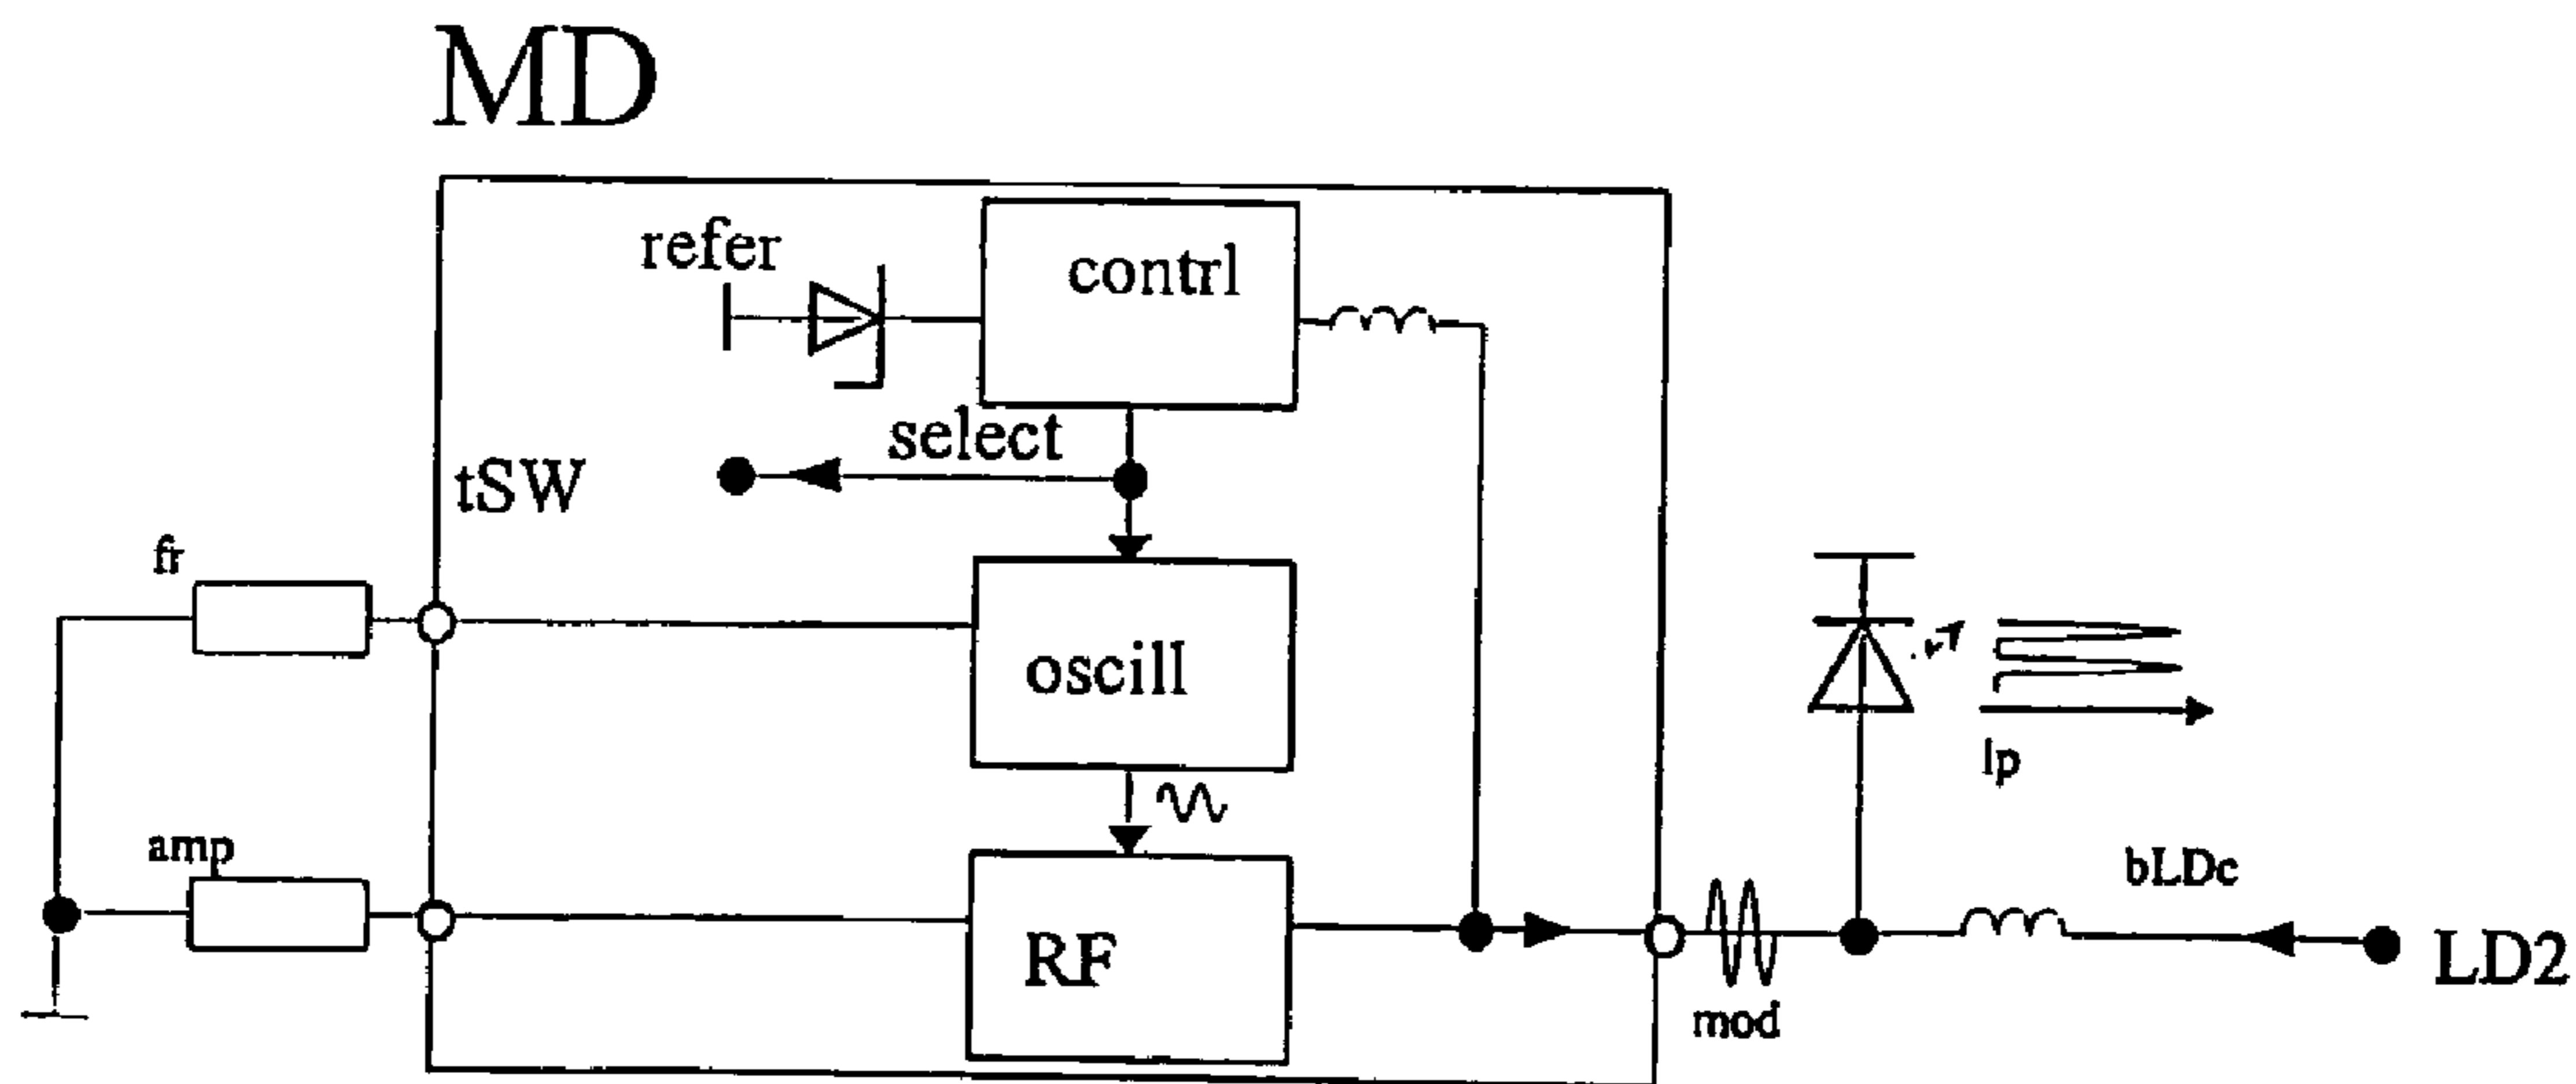 MD
refer
contrl
select
tSW
fr
oscill
amp
RF
mod
lp
bLDc
LD2